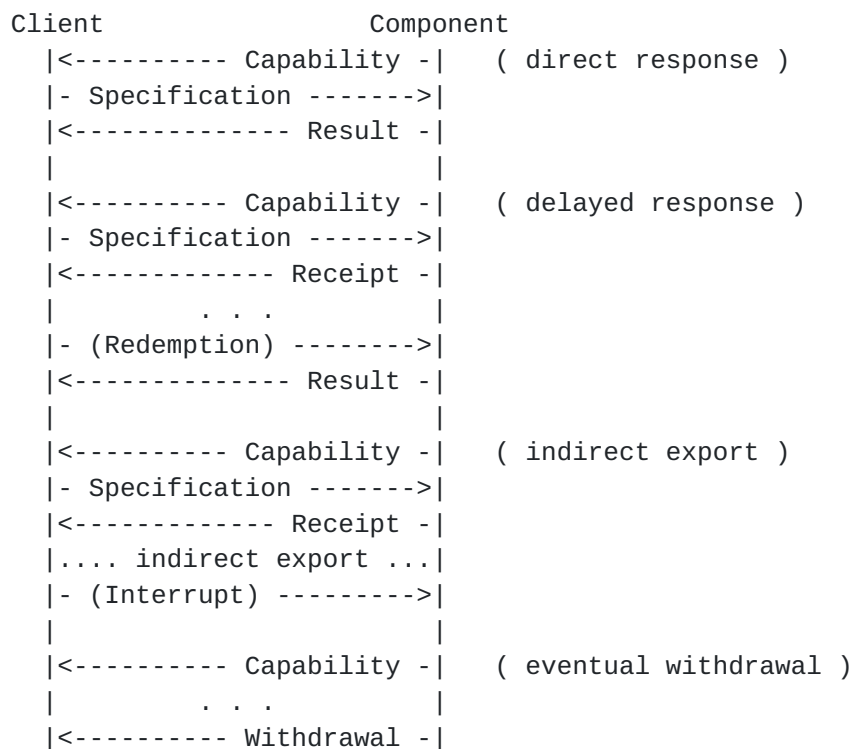 Client                 Component
  |<---------- Capability -|   ( direct response )
  |- Specification ------->|
  |<-------------- Result -|
  |                        |
  |<---------- Capability -|   ( delayed response )
  |- Specification ------->|
  |<------------- Receipt -|
  |         . . .          |
  |- (Redemption) -------->|
  |<-------------- Result -|
  |                        |
  |<---------- Capability -|   ( indirect export )
  |- Specification ------->|
  |<------------- Receipt -|
  |.... indirect export ...|
  |- (Interrupt) --------->|
  |                        |
  |<---------- Capability -|   ( eventual withdrawal )
  |         . . .          |
  |<---------- Withdrawal -|